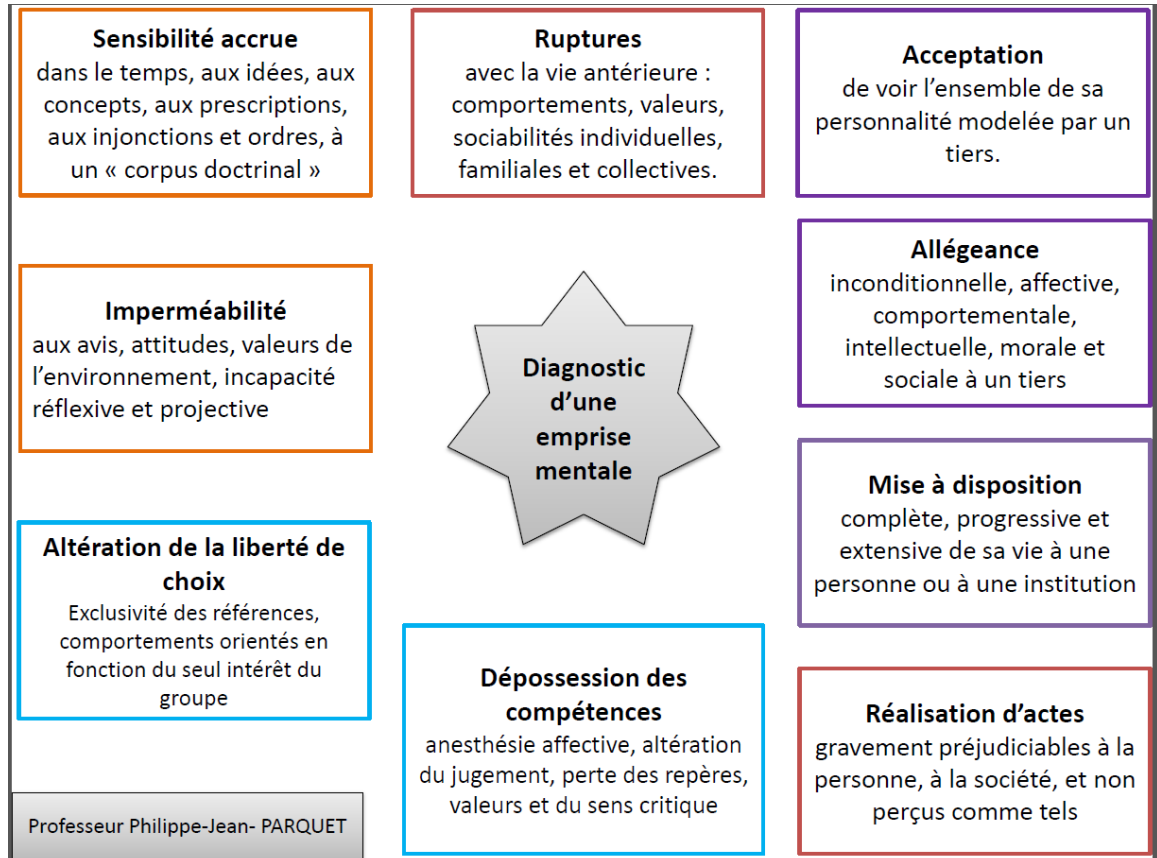 Sensibilité accrue
dans le temps, aux idées, aux
concepts, aux prescriptions,
aux injonctions et ordres, à
un « corpus doctrinal »
Ruptures
avec la vie antérieure :
comportements, valeurs,
sociabilités individuelles,
familiales et collectives.
Acceptation
de voir l’ensemble de sa
personnalité modelée par un
tiers.
Imperméabilité
aux avis, attitudes, valeurs de
l’environnement, incapacité
réflexive et projective
Diagnostic
d’une
emprise
mentale
Allégeance
inconditionnelle, affective,
comportementale,
intellectuelle, morale et
sociale à un tiers
Mise à disposition
complète, progressive et
extensive de sa vie à une
personne ou à une institution
Altération de la liberté de
choix
Exclusivité des références,
comportements orientés en
fonction du seul intérêt du
groupe
Dépossession des
compétences
anesthésie affective, altération
du jugement, perte des repères,
valeurs et du sens critique
Réalisation d’actes
gravement préjudiciables à la
personne, à la société, et non
perçus comme tels
Professeur Philippe-Jean- PARQUET